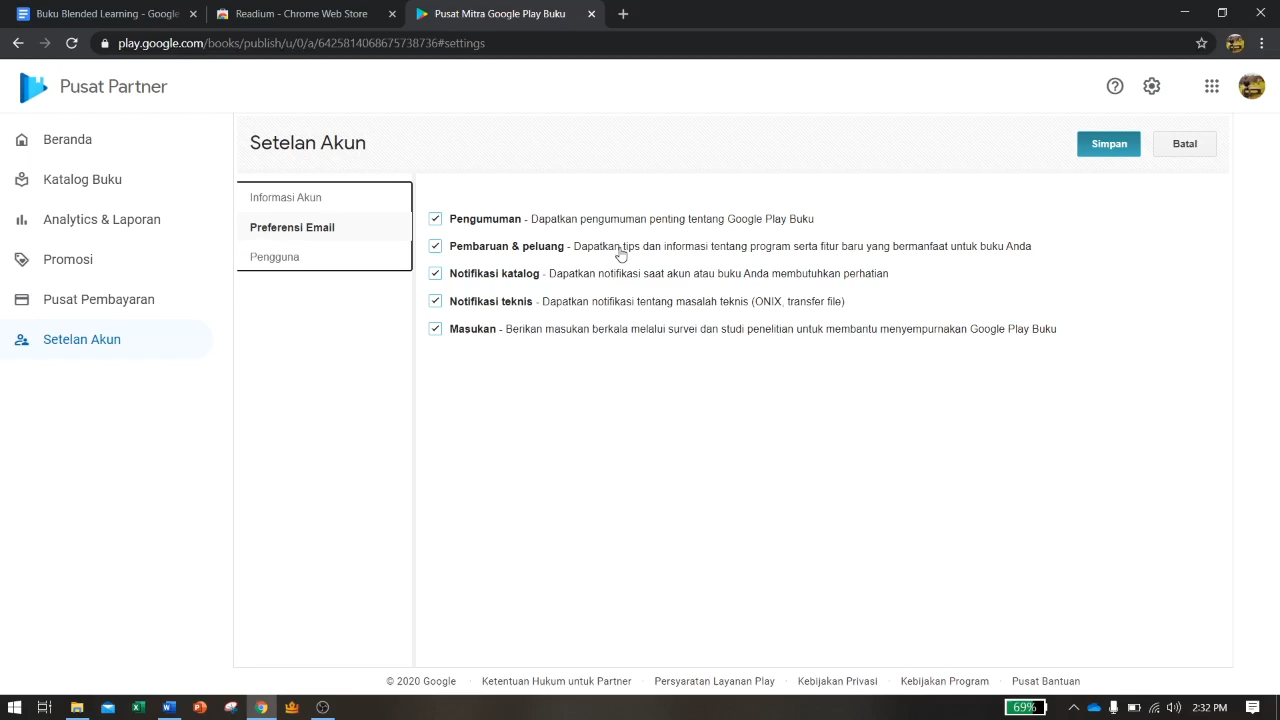 Buku Blended Learning - Google
Readium - Chrome Web Store
Pusat Mitra Google Play Buku
play.google.com/books/publish/u/0/a/6425814068675738736#settings
Pusat Partner
Beranda
Katalog Buku
Analytics & Laporan
Promosi
Pusat Pembayaran
Setelan Akun
Setelan Akun
Simpan
Batal
Informasi Akun
Preferensi Email
Pengguna
Pengumuman - Dapatkan pengumuman penting tentang Google Play Buku
Pembaruan & peluang - Dapatkan tips dan informasi tentang program serta fitur baru yang bermanfaat untuk buku Anda
Notifikasi katalog - Dapatkan notifikasi saat akun atau buku Anda membutuhkan perhatian
Notifikasi teknis - Dapatkan notifikasi tentang masalah teknis (ONIX, transfer file)
Masukan - Berikan masukan berkala melalui survei dan studi penelitian untuk membantu menyempurnakan Google Play Buku
© 2020 Google · Ketentuan Hukum untuk Partner · Persyaratan Layanan Play · Kebijakan Privasi · Kebijakan Program · Pusat Bantuan
69%
2:32 PM